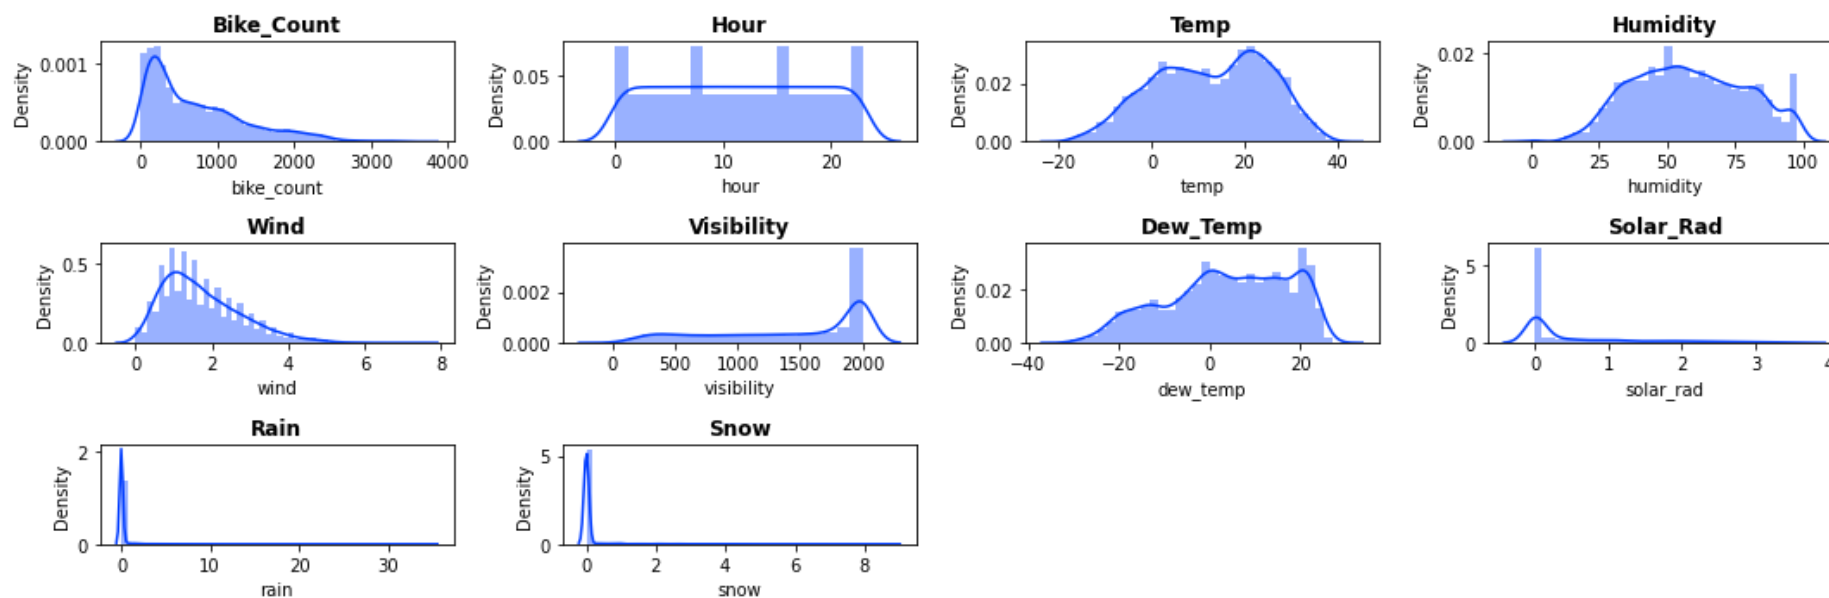 Bike_Count
Hour
Temp
Humidity
Density
0.001
0.000
0 1000 2000 3000 4000
bike_count
Density
0.05
0.00
0 10 20
hour
Density
0.02
0.00
−20 0 20 40
temp
Density
0.02
0.00
0 25 50 75 100
humidity
Wind
Visibility
Dew_Temp
Solar_Rad
Density
0.5
0.0
0 2 4 6 8
wind
Density
0.002
0.000
0 500 1000 1500 2000
visibility
Density
0.02
0.00
−40 −20 0 20
dew_temp
Density
5
0
0 1 2 3 4
solar_rad
Rain
Snow
Density
2
0
0 10 20 30
rain
Density
5
0
0 2 4 6 8
snow